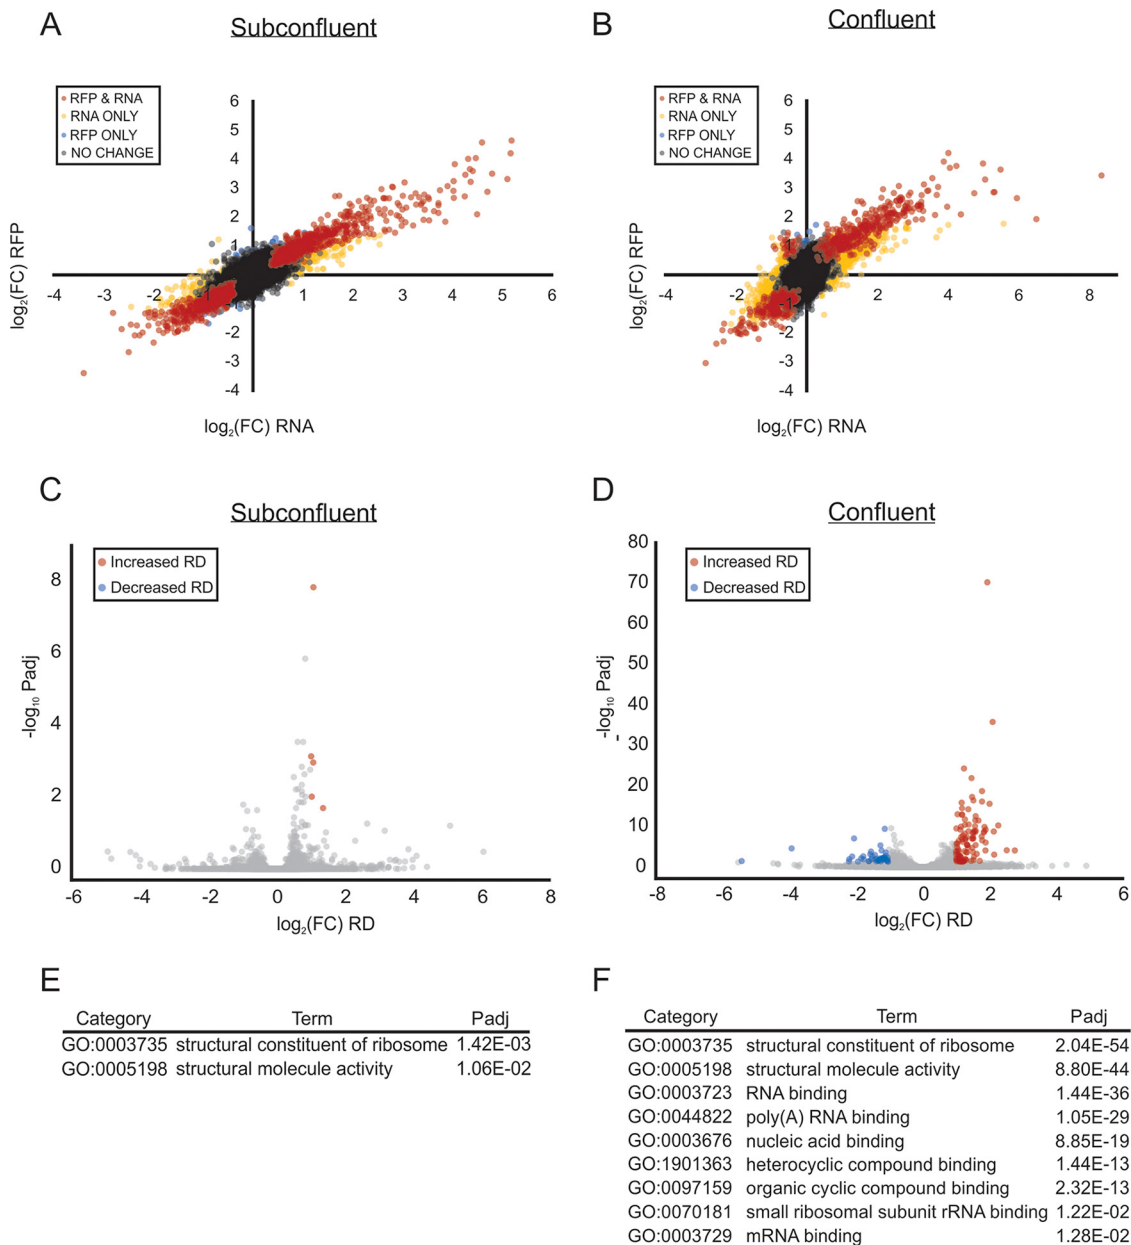 A
Subconfluent
RFP & RNA
RNA ONLY
RFP ONLY
NO CHANGE
6
5
4
3
2
1
-4 -3 -2 -1 1 2 3 4 5 6
-1
-2
-3
-4
log2(FC) RFP
log2(FC) RNA
B
Confluent
RFP & RNA
RNA ONLY
RFP ONLY
NO CHANGE
6
5
4
3
2
1
-4 -2 2 4 6 8
-1
-2
-3
-4
log2(FC) RFP
log2(FC) RNA
C
Subconfluent
Increased RD
Decreased RD
8
6
4
2
0
-6 -4 -2 0 2 4 6 8
-log10 Padj
log2(FC) RD
D
Confluent
Increased RD
Decreased RD
80
70
60
50
40
30
20
10
0
-8 -6 -4 -2 0 2 4 6
-log10 Padj
log2(FC) RD
E
Category Term Padj
GO:0003735 structural constituent of ribosome 1.42E-03
GO:0005198 structural molecule activity 1.06E-02
F
Category Term Padj
GO:0003735 structural constituent of ribosome 2.04E-54
GO:0005198 structural molecule activity 8.80E-44
GO:0003723 RNA binding 1.44E-36
GO:0044822 poly(A) RNA binding 1.05E-29
GO:0003676 nucleic acid binding 8.85E-19
GO:1901363 heterocyclic compound binding 1.44E-13
GO:0097159 organic cyclic compound binding 2.32E-13
GO:0070181 small ribosomal subunit rRNA binding 1.22E-02
GO:0003729 mRNA binding 1.28E-02